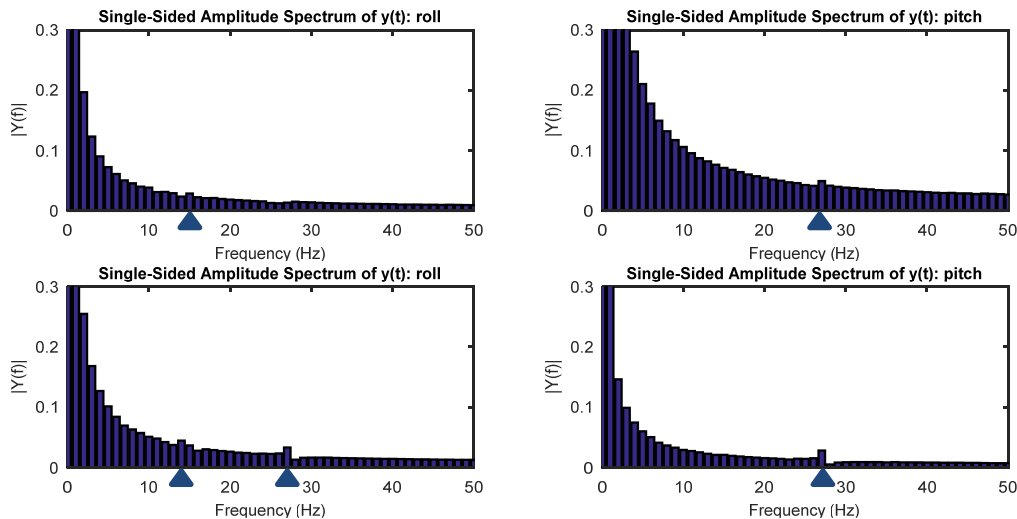 Single-Sided Amplitude Spectrum of y(t): roll
0.3
0.2
0.1
0
|Y(f)|
0 10 20 30 40 50
Frequency (Hz)
Single-Sided Amplitude Spectrum of y(t): pitch
0.3
0.2
0.1
0
|Y(f)|
0 10 20 30 40 50
Frequency (Hz)
Single-Sided Amplitude Spectrum of y(t): roll
0.3
0.2
0.1
0
|Y(f)|
0 10 20 30 40 50
Frequency (Hz)
Single-Sided Amplitude Spectrum of y(t): pitch
0.3
0.2
0.1
0
|Y(f)|
0 10 20 30 40 50
Frequency (Hz)